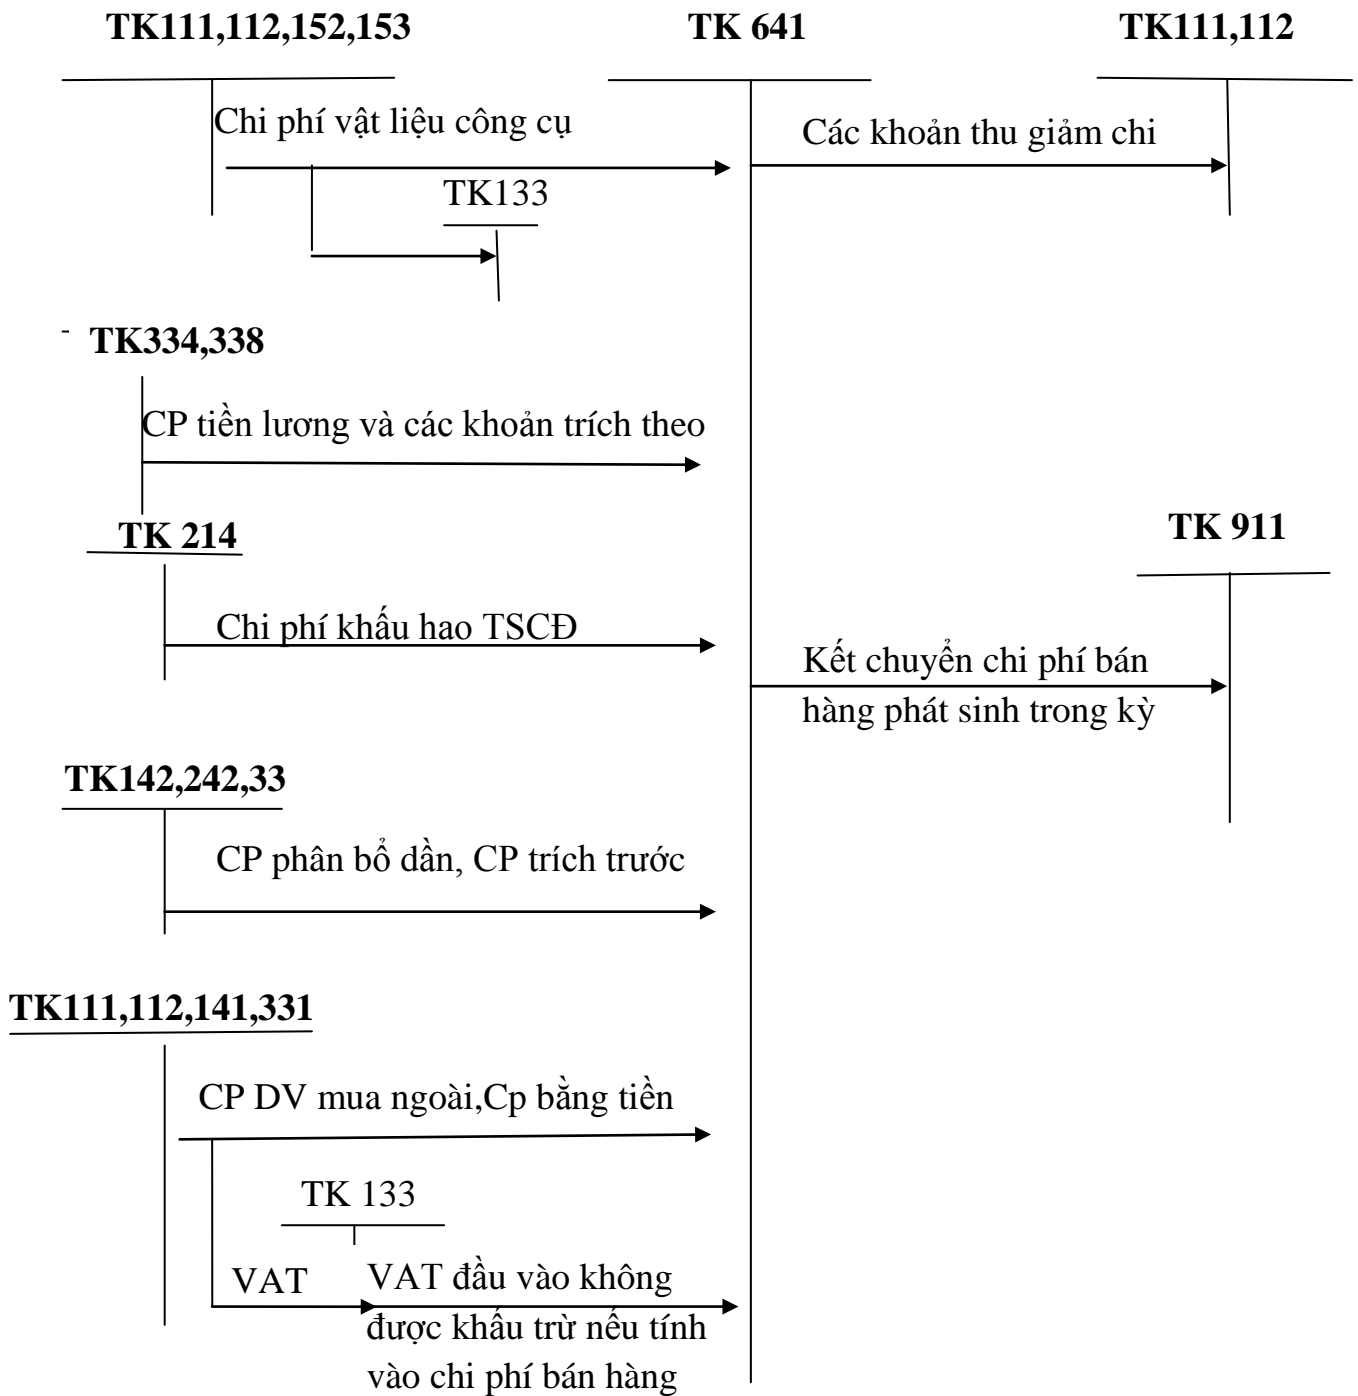 TK111,112,152,153 TK 641 TK111,112
Chi phí vật liệu công cụ
Các khoản thu giảm chi
TK133
- TK334,338
CP tiền lương và các khoản trích theo
TK 214
TK 911
Chi phí khấu hao TSCĐ
Kết chuyển chi phí bán
hàng phát sinh trong kỳ
TK142,242,33
CP phân bổ dần, CP trích trước
TK111,112,141,331
CP DV mua ngoài,Cp bằng tiền
TK 133
VAT
VAT đầu vào không
được khấu trừ nếu tính
vào chi phí bán hàng